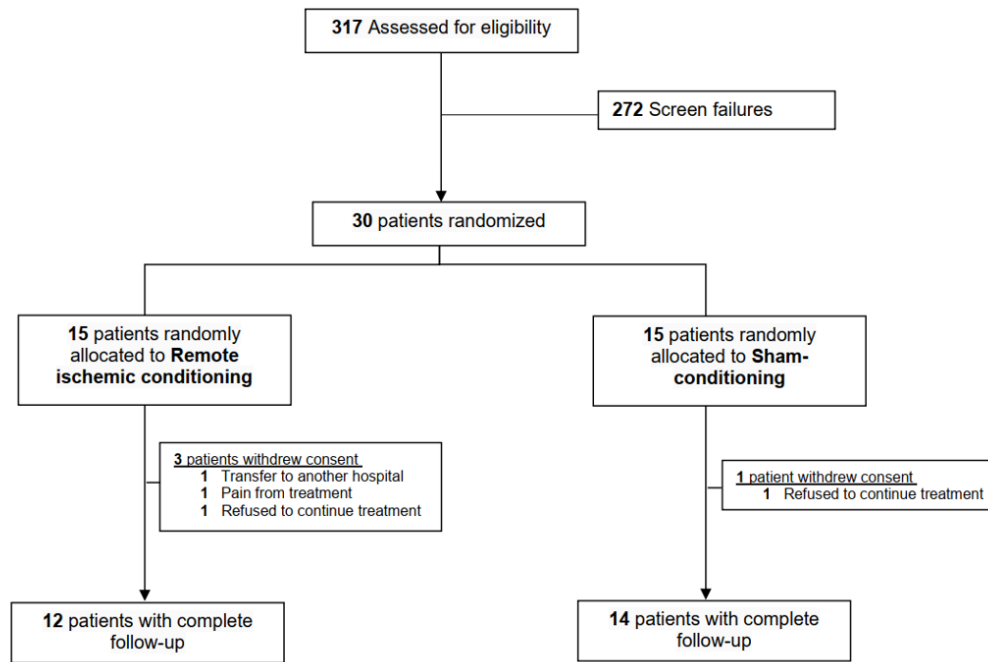 317 Assessed for eligibility
272 Screen failures
30 patients randomized
15 patients randomly
allocated to Remote
ischemic conditioning
15 patients randomly
allocated to Sham-
conditioning
3 patients withdrew consent
1 Transfer to another hospital
1 Pain from treatment
1 Refused to continue treatment
1 patient withdrew consent
1 Refused to continue treatment
12 patients with complete
follow-up
14 patients with complete
follow-up